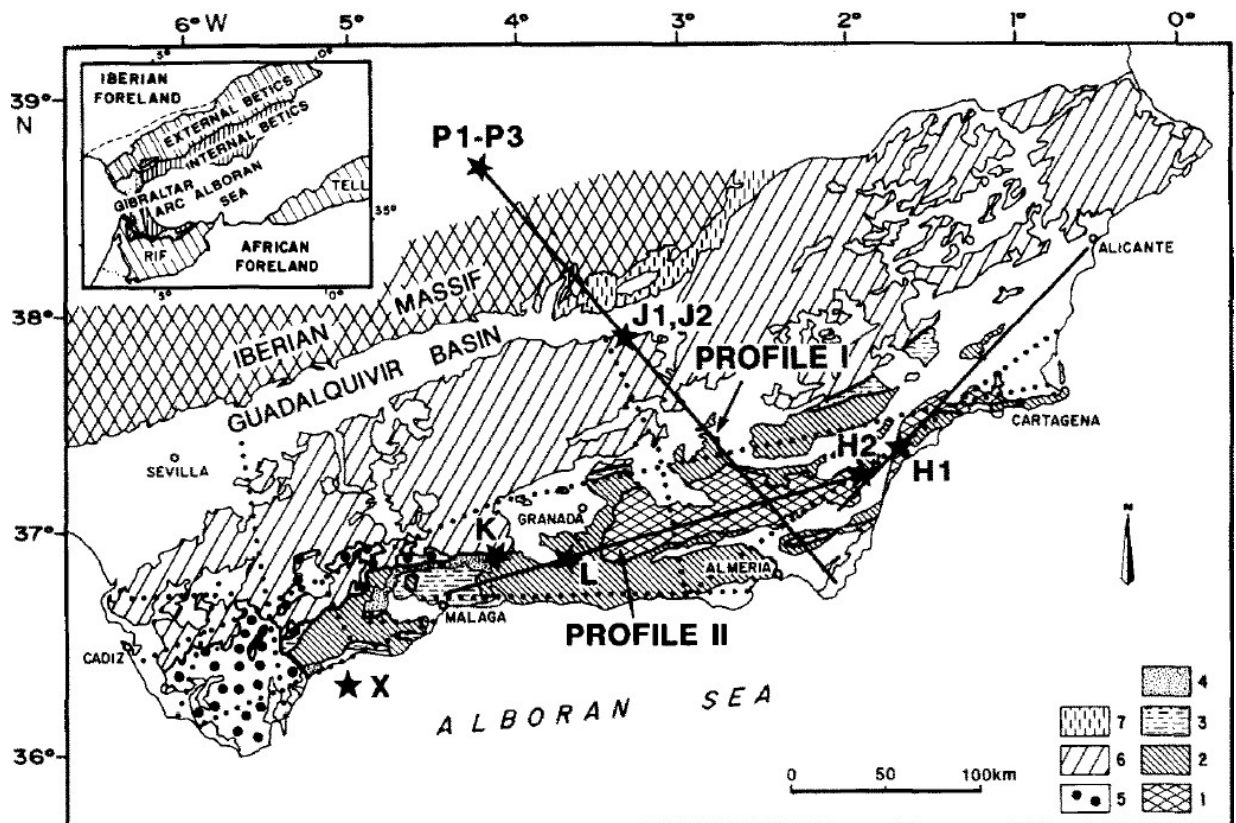 6° W 5° 4° 3° 2° 1° 0°
39°
N
38°
37°
36°
5° 0°
IBERIAN
FORELAND
EXTERNAL BETICS
INTERNAL BETICS
GIBRALTAR
ARC
ALBORAN
SEA
TELL
35°
RIF
AFRICAN
FORELAND
5° 0°
P1-P3
ALICANTE
IBERIAN MASSIF
J1,J2
GUADALQUIVIR BASIN
PROFILE I
CARTAGENA
SEVILLA
H2
H1
GRANADA
N
K
L
ALMERIA
MALAGA
PROFILE II
CADIZ
X
ALBORAN SEA
4
7 3
6 2
5 1
0 50 100km